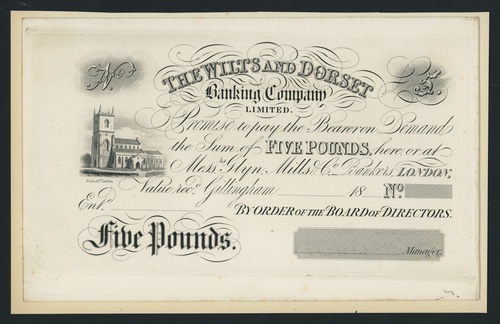 No
£5.
THE WILTS AND DORSET
Banking Company
LIMITED.
Promise to pay the Bearer on Demand
the Sum of FIVE POUNDS, here, or at
Messrs Glyn, Mills & Co. Bankers, LONDON,
Value recd. Gillingham 18 No.
Entd.
BY ORDER OF THE BOARD OF DIRECTORS.
Five Pounds.
Manager.